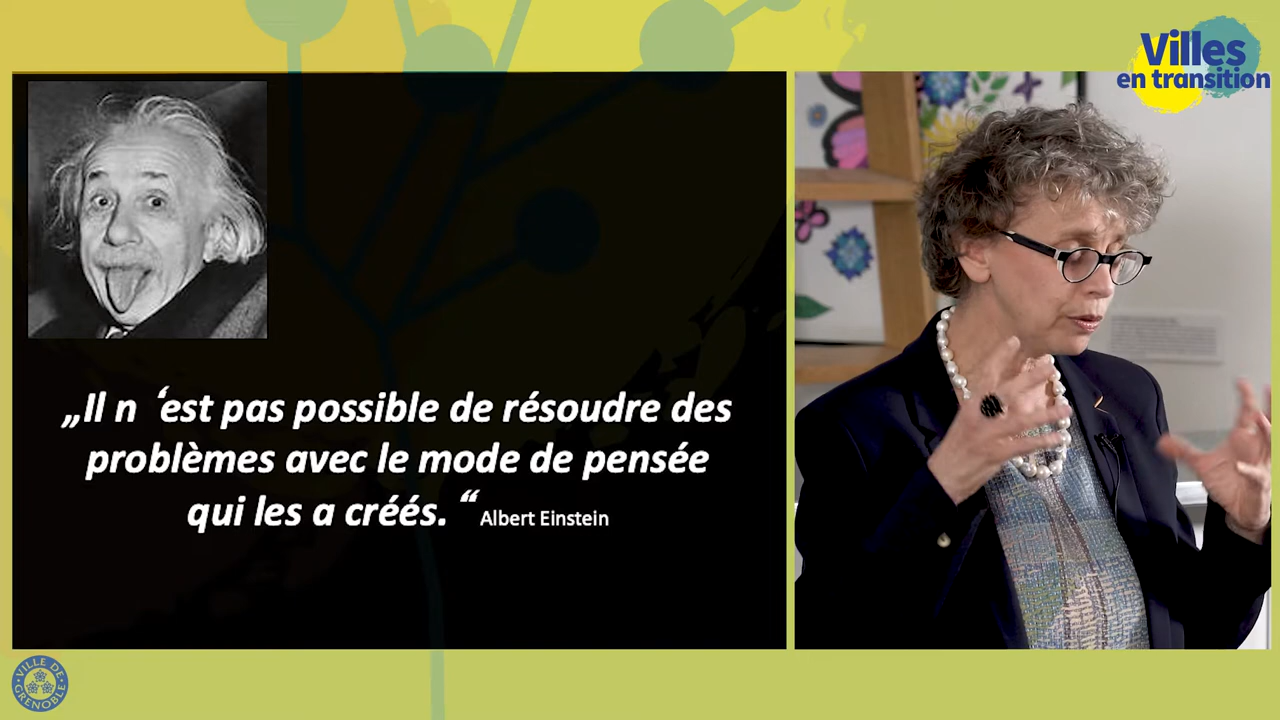 Villes
en transition
„Il n ‘est pas possible de résoudre des
problèmes avec le mode de pensée
qui les a créés. “ Albert Einstein
VILLE DE
GRENOBLE